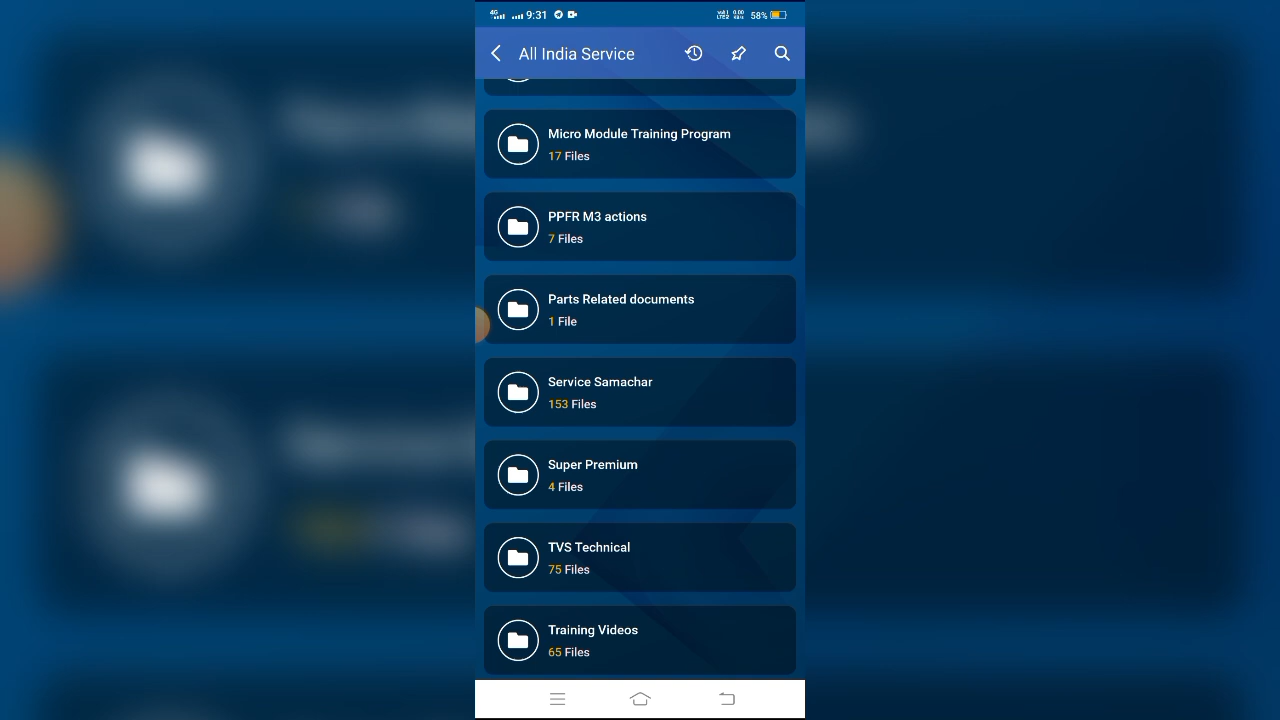 4G 9:31 58%
All India Service
Micro Module Training Program
17 Files
PPFR M3 actions
7 Files
Parts Related documents
1 File
Service Samachar
153 Files
Super Premium
4 Files
TVS Technical
75 Files
Training Videos
65 Files